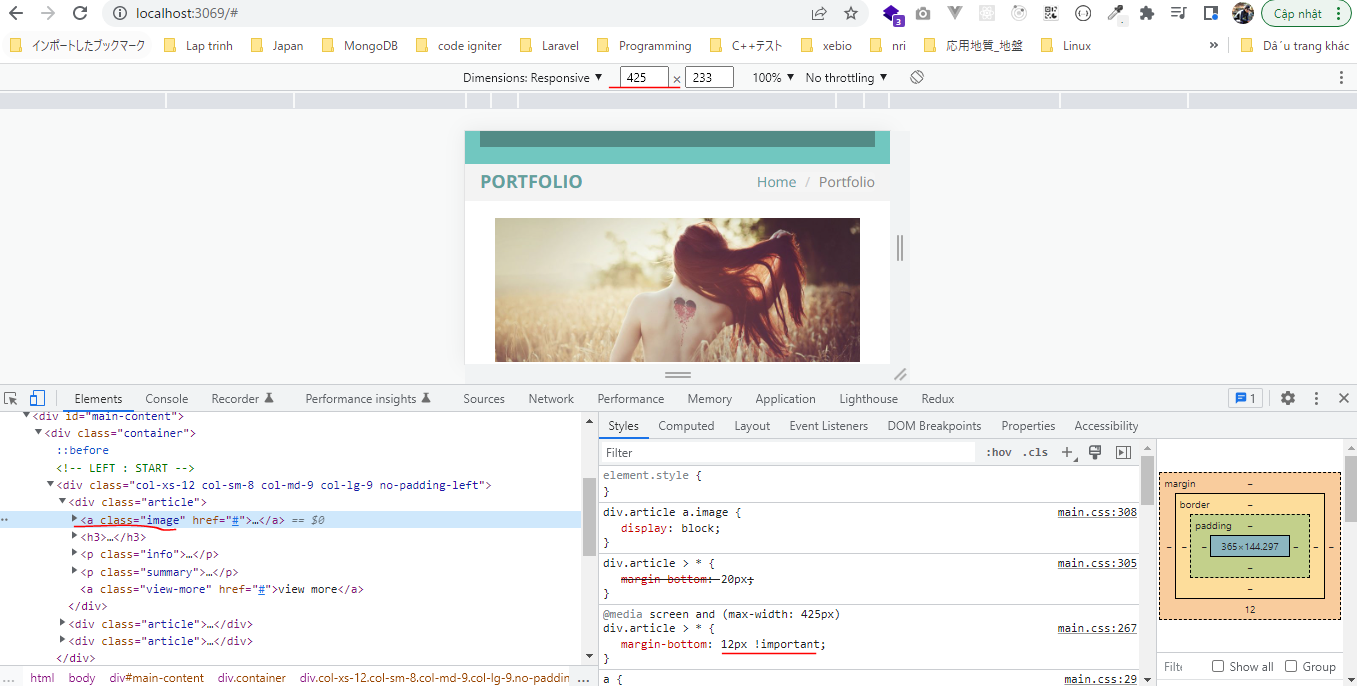 localhost:3069/#
3
Cập nhật
インポートしたブックマーク Lap trinh Japan MongoDB code igniter Laravel Programming C++テスト xebio nri 応用地質_地盤 Linux » Dấu trang khác
Dimensions: Responsive ▼ 425 × 233 100% ▼ No throttling ▼
PORTFOLIO Home / Portfolio
Elements Console Recorder Performance insights Sources Network Performance Memory Application Lighthouse Redux 1
▼<div id="main-content">
▼<div class="container">
::before
<!-- LEFT : START -->
▼<div class="col-xs-12 col-sm-8 col-md-9 col-lg-9 no-padding-left">
▼<div class="article">
▶<a class="image" href="#">…</a> == $0
▶<h3>…</h3>
▶<p class="info">…</p>
▶<p class="summary">…</p>
<a class="view-more" href="#">view more</a>
</div>
▶<div class="article">…</div>
▶<div class="article">…</div>
</div>
... html body div#main-content div.container div.col-xs-12.col-sm-8.col-md-9.col-lg-9.no-paddin ...
Styles Computed Layout Event Listeners DOM Breakpoints Properties Accessibility
Filter :hov .cls +
element.style {
}
div.article a.image { main.css:308
display: block;
}
div.article > * { main.css:305
margin-bottom: 20px;
}
@media screen and (max-width: 425px)
div.article > * { main.css:267
margin-bottom: 12px !important;
}
a { main.css:29
margin –
border –
padding –
– – – 365×144.297 – – –
–
–
12
Filte Show all Group